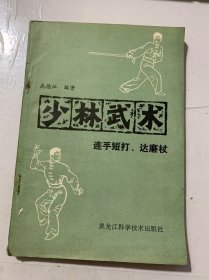 高德江 编著
少林武术
连手短打、达磨杖
黑龙江科学技术出版社